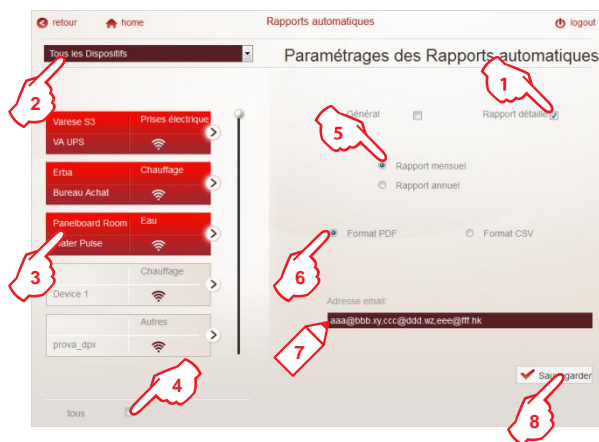 retour
home
Rapports automatiques
logout
Tous les Dispositifs
Paramétrages des Rapports automatiques
1
2
Général
Rapport détaillé
5
Varese S3
Prises électrique
VA UPS
Rapport mensuel
Erba
Chauffage
Bureau Achat
Rapport annuel
Panelboard Room
Eau
Water Pulse
Format PDF
Format CSV
3
6
Chauffage
Device 1
Adresse email:
aaa@bbb.xy,ccc@ddd.wz,eee@fff.hk
Autres
prova_dpx
7
4
Sauvegarder
tous
8